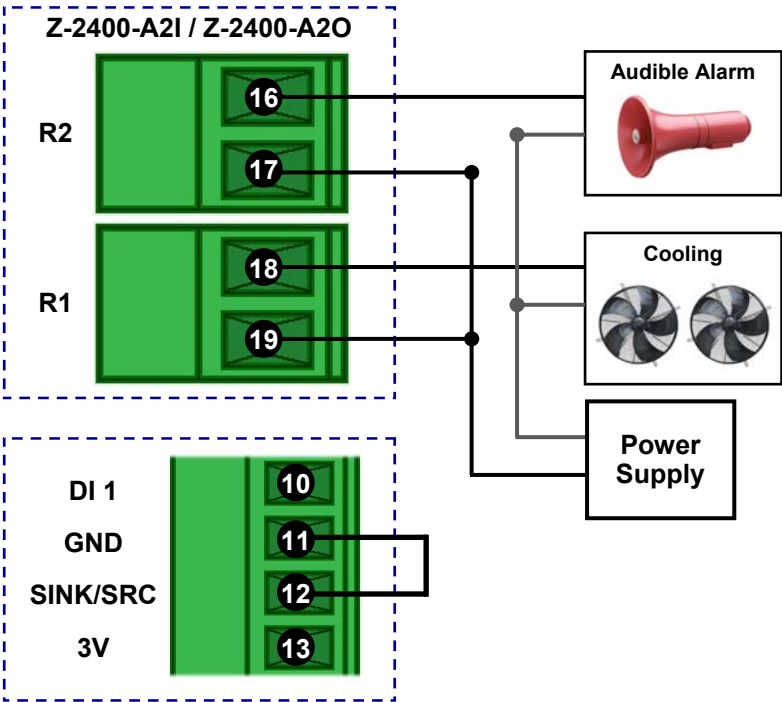 Z-2400-A2I / Z-2400-A2O
R2
16
17
Audible Alarm
R1
18
19
Cooling
Power
Supply
DI 1
10
GND
11
SINK/SRC
12
3V
13